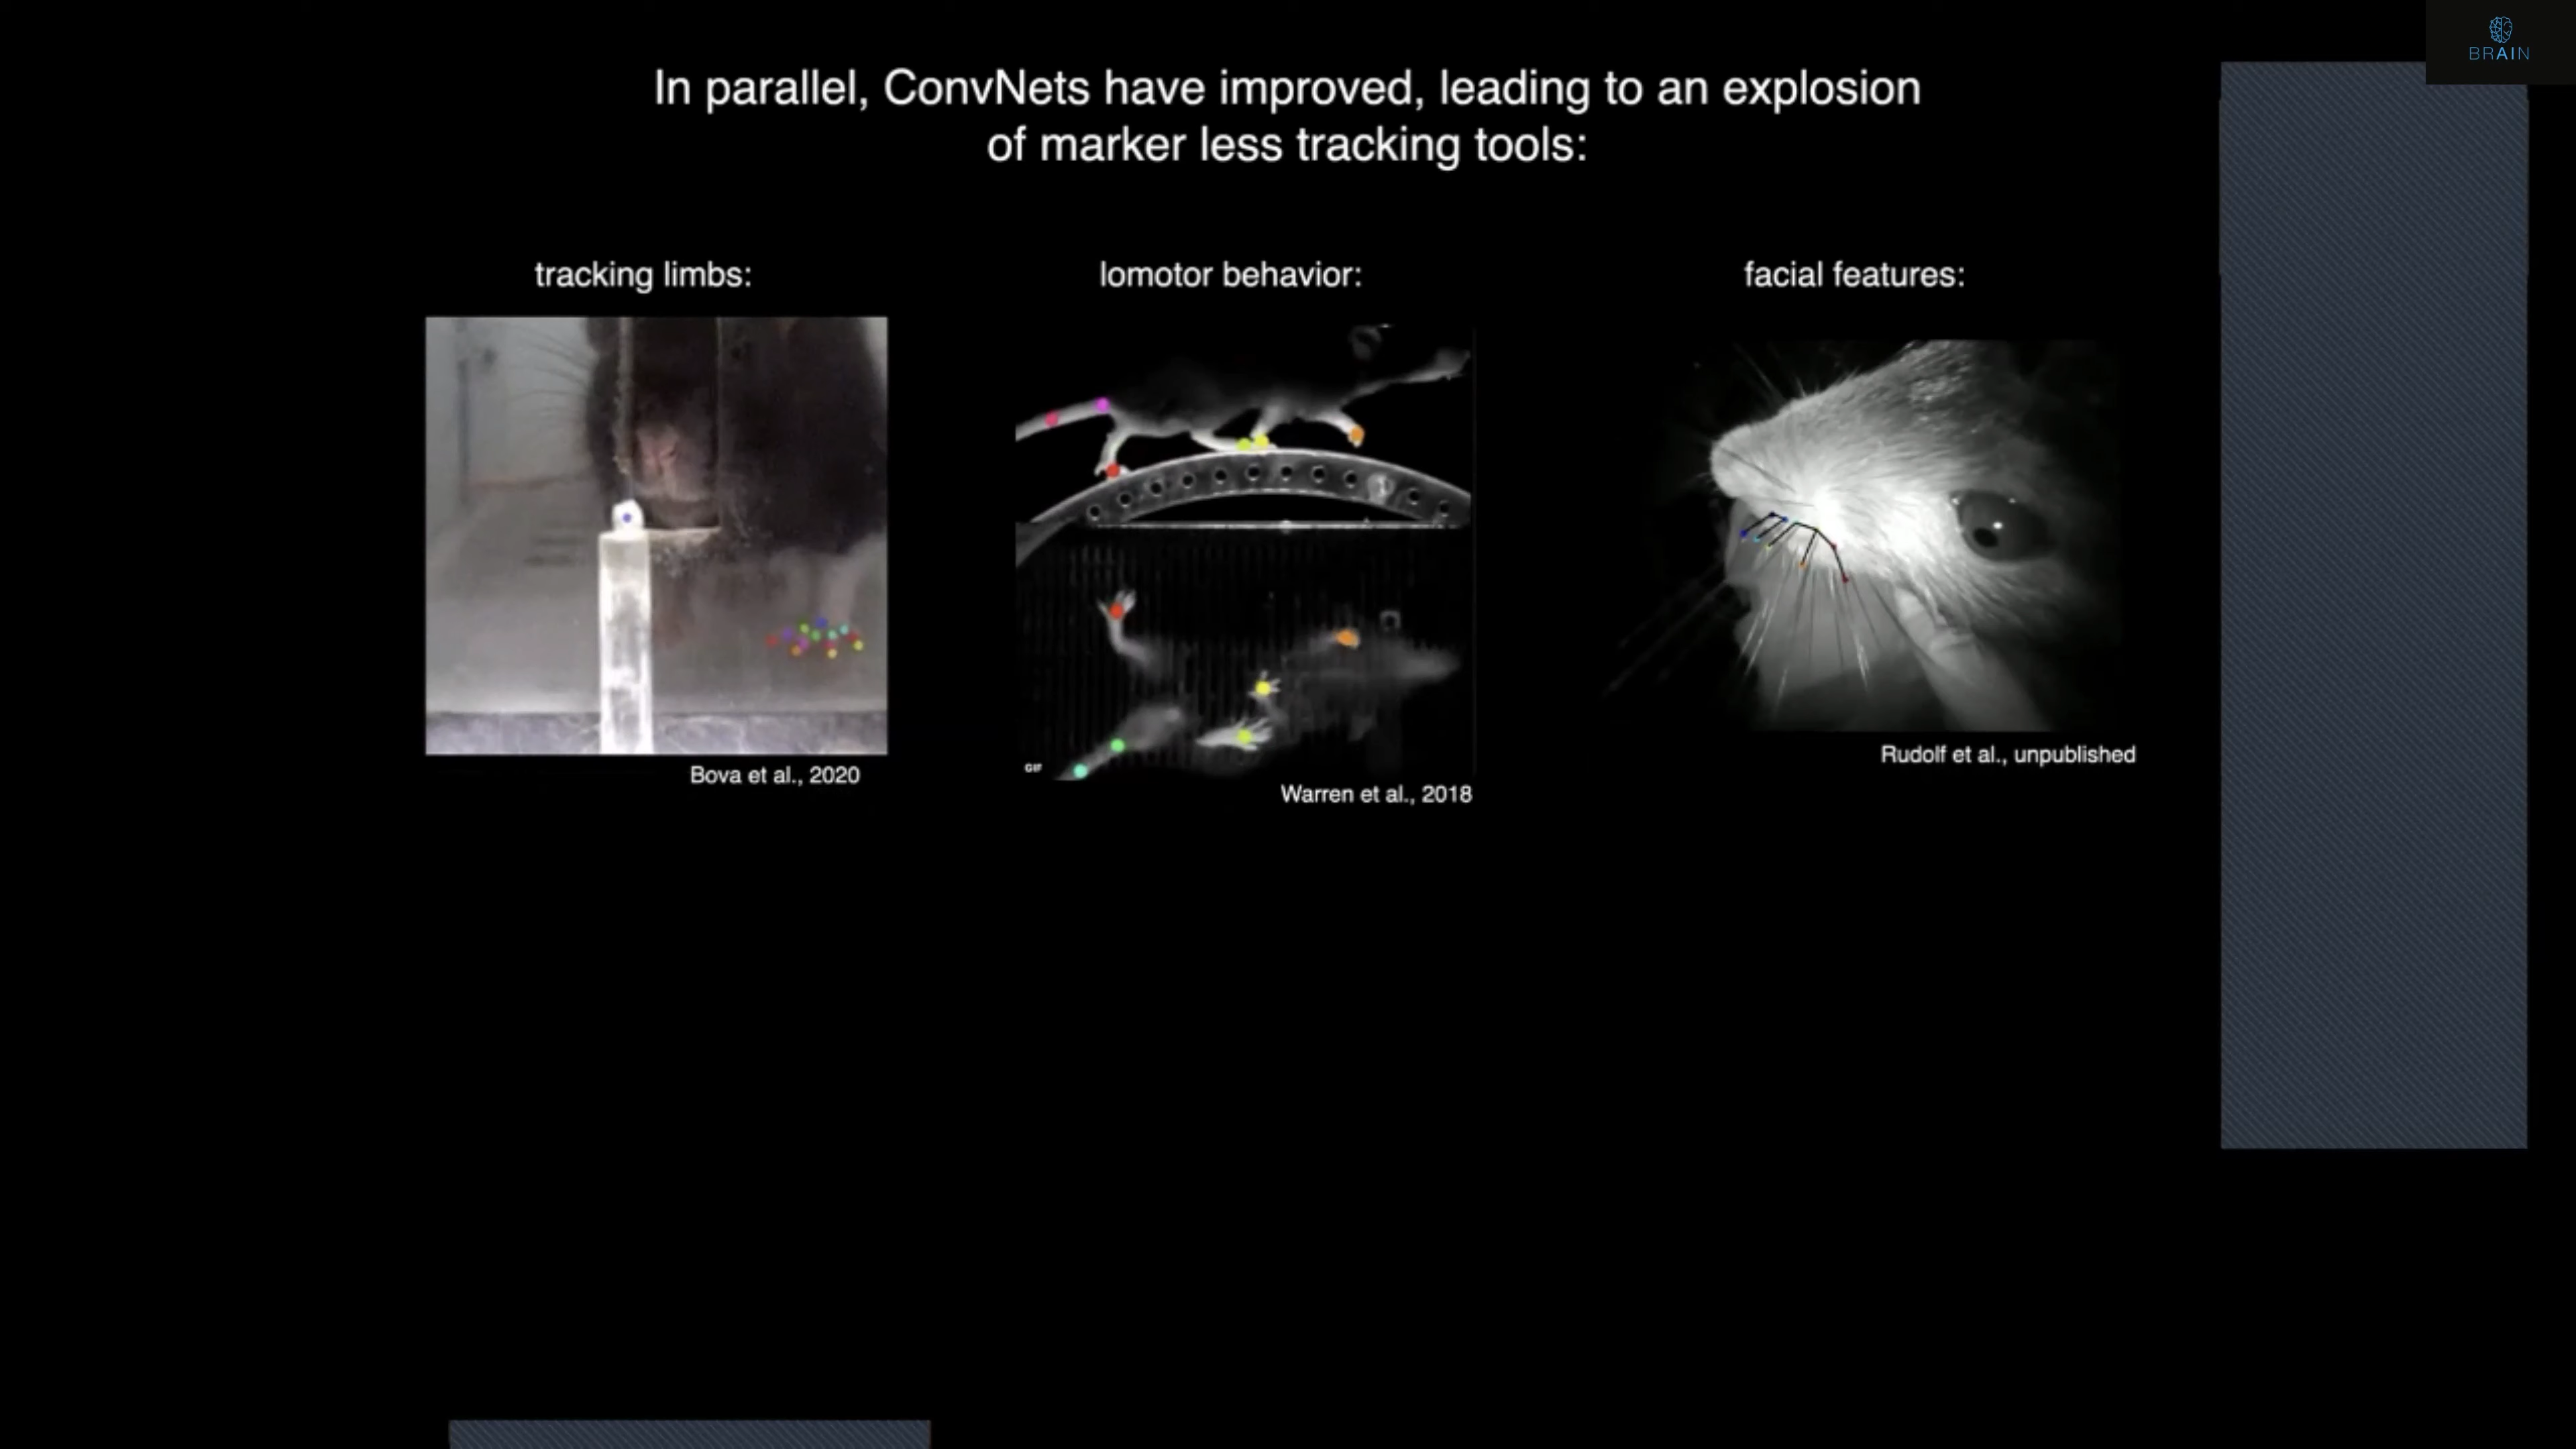 BRAIN
In parallel, ConvNets have improved, leading to an explosion
of marker less tracking tools:
tracking limbs:
lomotor behavior:
facial features:
GIF
Bova et al., 2020
Warren et al., 2018
Rudolf et al., unpublished